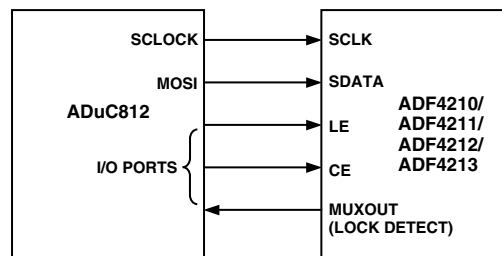 SCLOCK
MOSI
ADuC812
I/O PORTS
SCLK
SDATA
LE
CE
MUXOUT
(LOCK DETECT)
ADF4210/
ADF4211/
ADF4212/
ADF4213